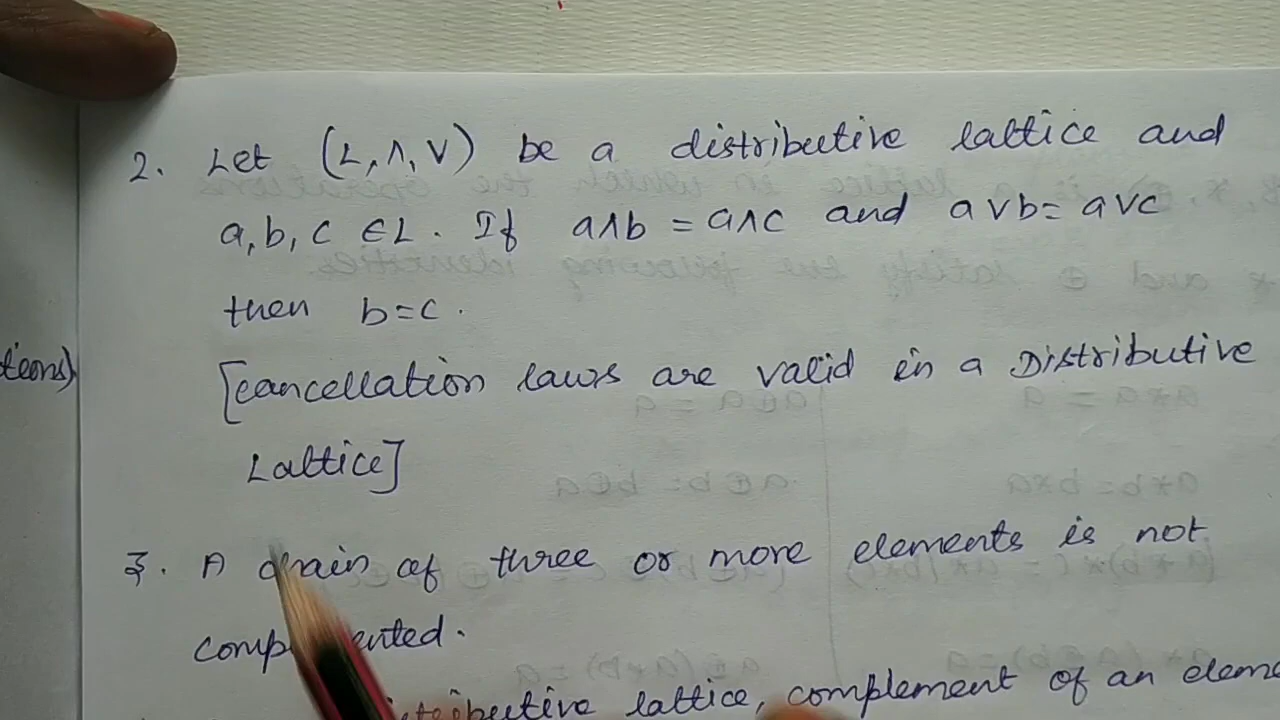 2. Let (L, ∧, ∨) be a distributive lattice and
a, b, c ∈ L. If a∧b = a∧c and a∨b = a∨c
then b=c.
[cancellation laws are valid in a Distributive
Lattice]
3. A chain of three or more elements is not
complemented.
distributive lattice, complement of an